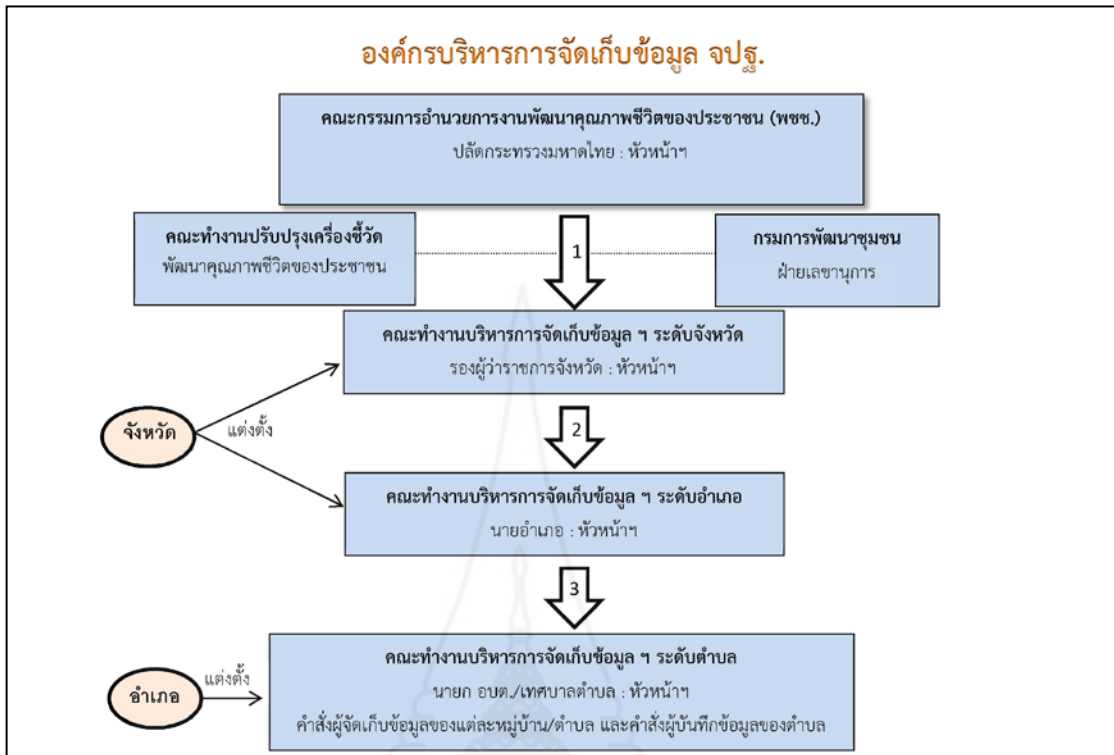 องค์กรบริหารการจัดเก็บข้อมูล จปฐ.
คณะกรรมการอำนวยการงานพัฒนาคุณภาพชีวิตของประชาชน (พชช.)
ปลัดกระทรวงมหาดไทย : หัวหน้าฯ
คณะทำงานปรับปรุงเครื่องชี้วัด
พัฒนาคุณภาพชีวิตของประชาชน
1
กรมการพัฒนาชุมชน
ฝ่ายเลขานุการ
คณะทำงานบริหารการจัดเก็บข้อมูล ฯ ระดับจังหวัด
รองผู้ว่าราชการจังหวัด : หัวหน้าฯ
จังหวัด
แต่งตั้ง
2
คณะทำงานบริหารการจัดเก็บข้อมูล ฯ ระดับอำเภอ
นายอำเภอ : หัวหน้าฯ
3
อำเภอ
แต่งตั้ง
คณะทำงานบริหารการจัดเก็บข้อมูล ฯ ระดับตำบล
นายก อบต./เทศบาลตำบล : หัวหน้าฯ
คำสั่งผู้จัดเก็บข้อมูลของแต่ละหมู่บ้าน/ตำบล และคำสั่งผู้บันทึกข้อมูลของตำบล